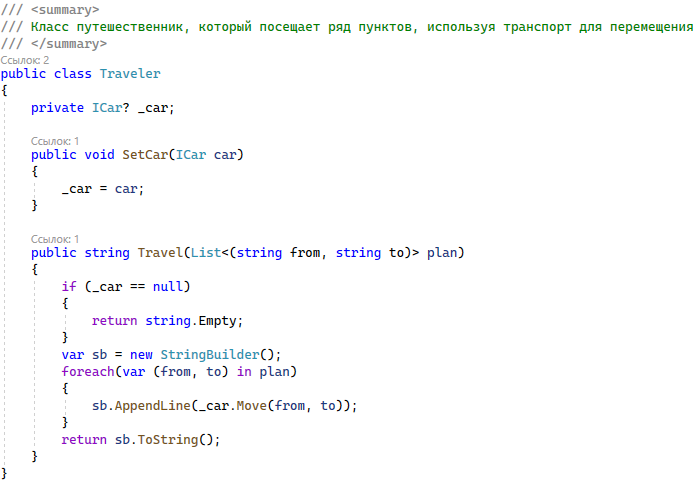 /// <summary>
/// Класс путешественник, который посещает ряд пунктов, используя транспорт для перемещения
/// </summary>
Ссылок: 2
public class Traveler
{
    private ICar? _car;
    Ссылок: 1
    public void SetCar(ICar car)
    {
        _car = car;
    }
    Ссылок: 1
    public string Travel(List<(string from, string to)> plan)
    {
        if (_car == null)
        {
            return string.Empty;
        }
        var sb = new StringBuilder();
        foreach(var (from, to) in plan)
        {
            sb.AppendLine(_car.Move(from, to));
        }
        return sb.ToString();
    }
}